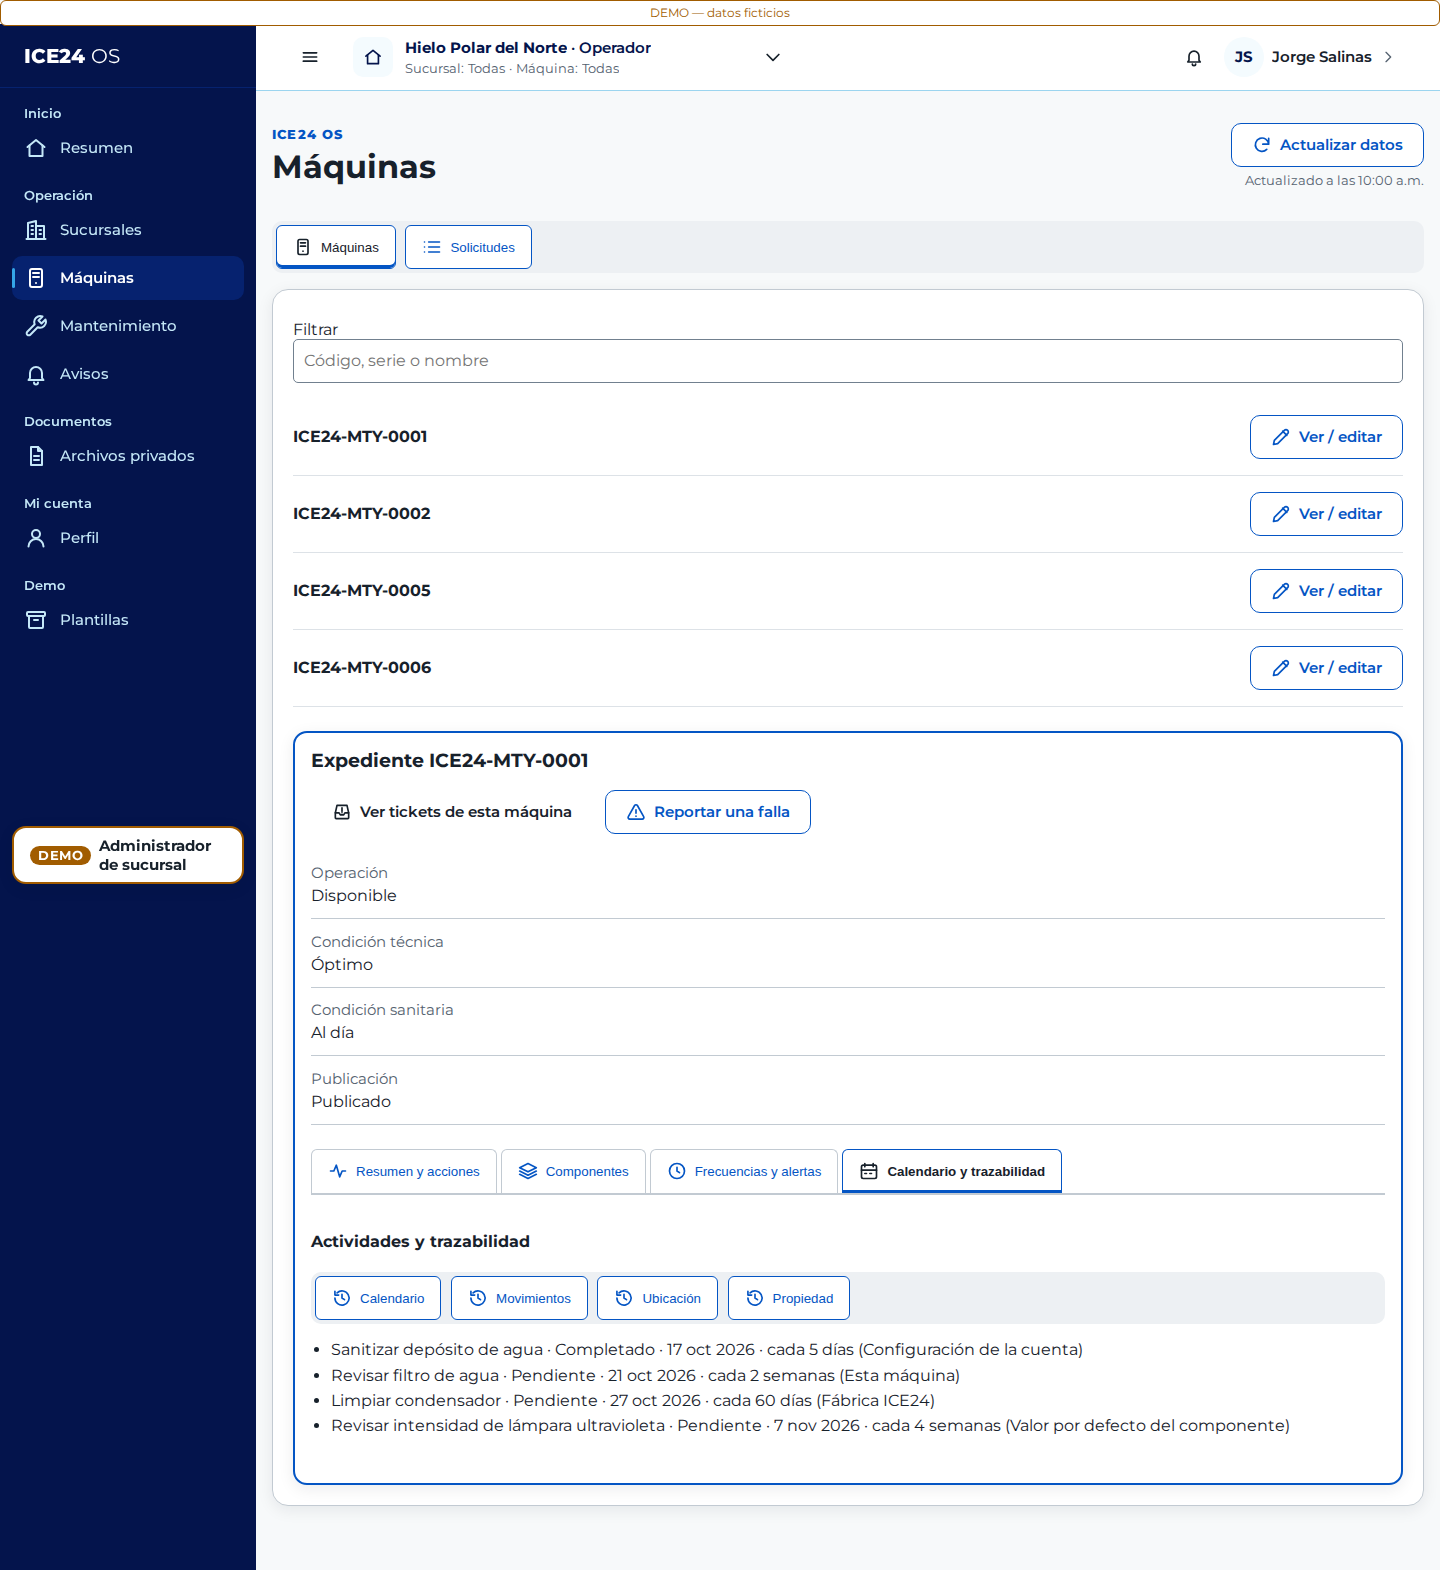 DEMO — datos ficticios
ICE24 OS
Hielo Polar del Norte · Operador
Sucursal: Todas · Máquina: Todas
JS
Jorge Salinas
Inicio
Resumen
Operación
Sucursales
Máquinas
Mantenimiento
Avisos
Documentos
Archivos privados
Mi cuenta
Perfil
Demo
Plantillas
DEMO
Administrador
de sucursal
ICE24 OS
Máquinas
Actualizar datos
Actualizado a las 10:00 a.m.
Máquinas
Solicitudes
Filtrar
Código, serie o nombre
ICE24-MTY-0001
Ver / editar
ICE24-MTY-0002
Ver / editar
ICE24-MTY-0005
Ver / editar
ICE24-MTY-0006
Ver / editar
Expediente ICE24-MTY-0001
Ver tickets de esta máquina
Reportar una falla
Operación
Disponible
Condición técnica
Óptimo
Condición sanitaria
Al día
Publicación
Publicado
Resumen y acciones
Componentes
Frecuencias y alertas
Calendario y trazabilidad
Actividades y trazabilidad
Calendario
Movimientos
Ubicación
Propiedad
• Sanitizar depósito de agua · Completado · 17 oct 2026 · cada 5 días (Configuración de la cuenta)
• Revisar filtro de agua · Pendiente · 21 oct 2026 · cada 2 semanas (Esta máquina)
• Limpiar condensador · Pendiente · 27 oct 2026 · cada 60 días (Fábrica ICE24)
• Revisar intensidad de lámpara ultravioleta · Pendiente · 7 nov 2026 · cada 4 semanas (Valor por defecto del componente)